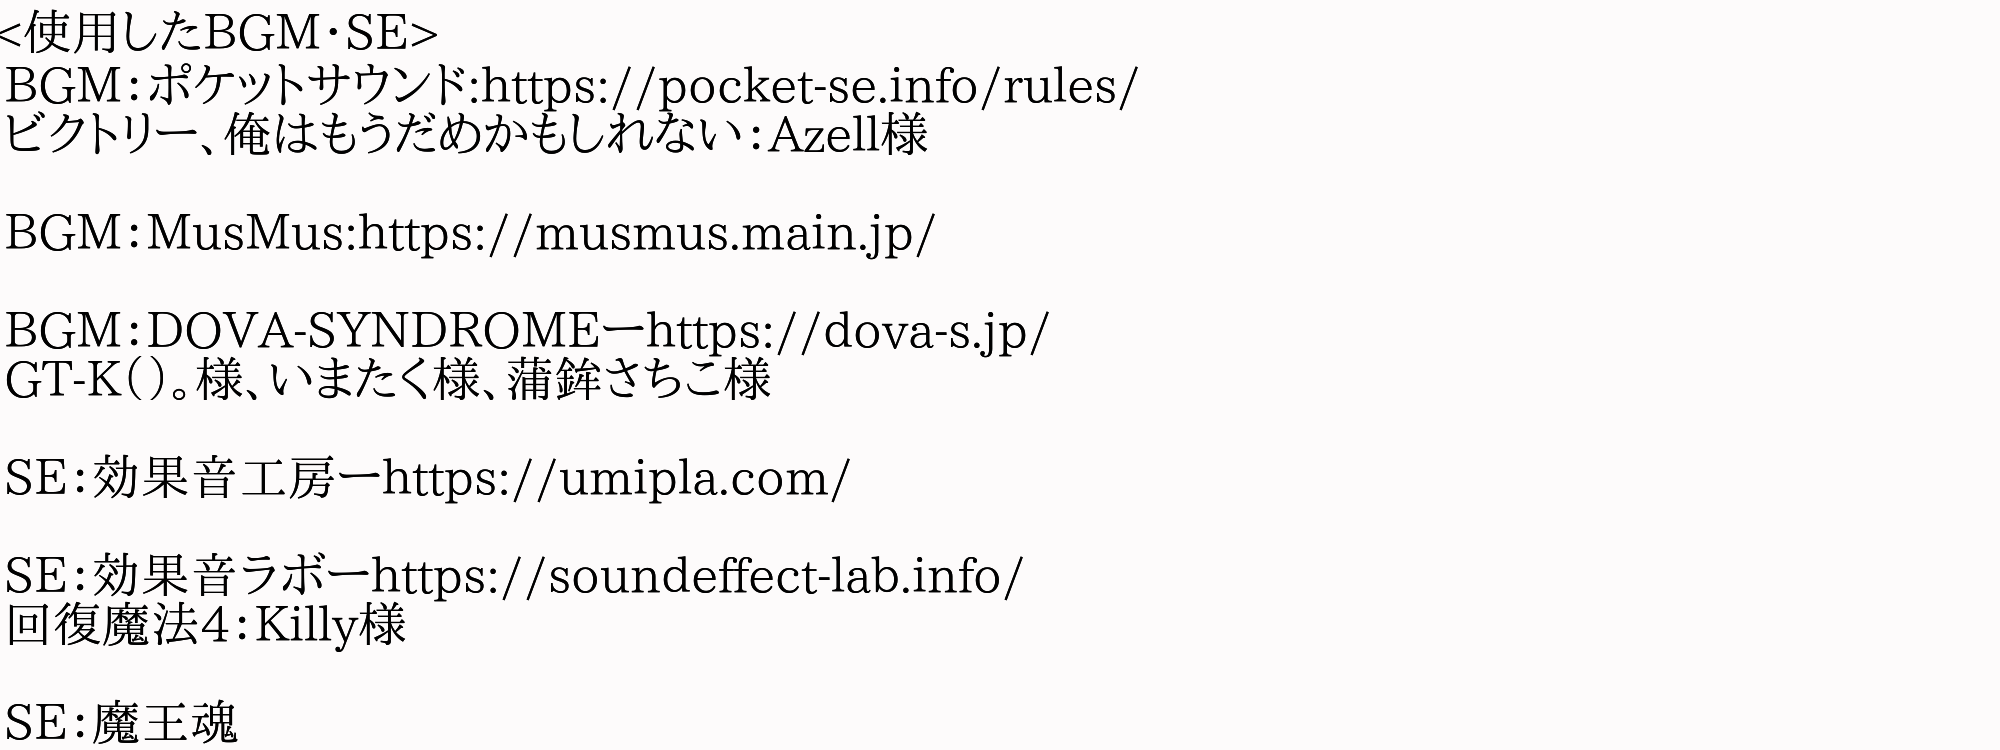 <使用したBGM・SE>
BGM：ポケットサウンド:https://pocket-se.info/rules/
ビクトリー、俺はもうだめかもしれない：Azell様
BGM：MusMus:https://musmus.main.jp/
BGM：DOVA-SYNDROMEーhttps://dova-s.jp/
GT-K（）。様、いまたく様、蒲鉾さちこ様
SE：効果音工房ーhttps://umipla.com/
SE：効果音ラボーhttps://soundeffect-lab.info/
回復魔法4：Killy様
SE：魔王魂